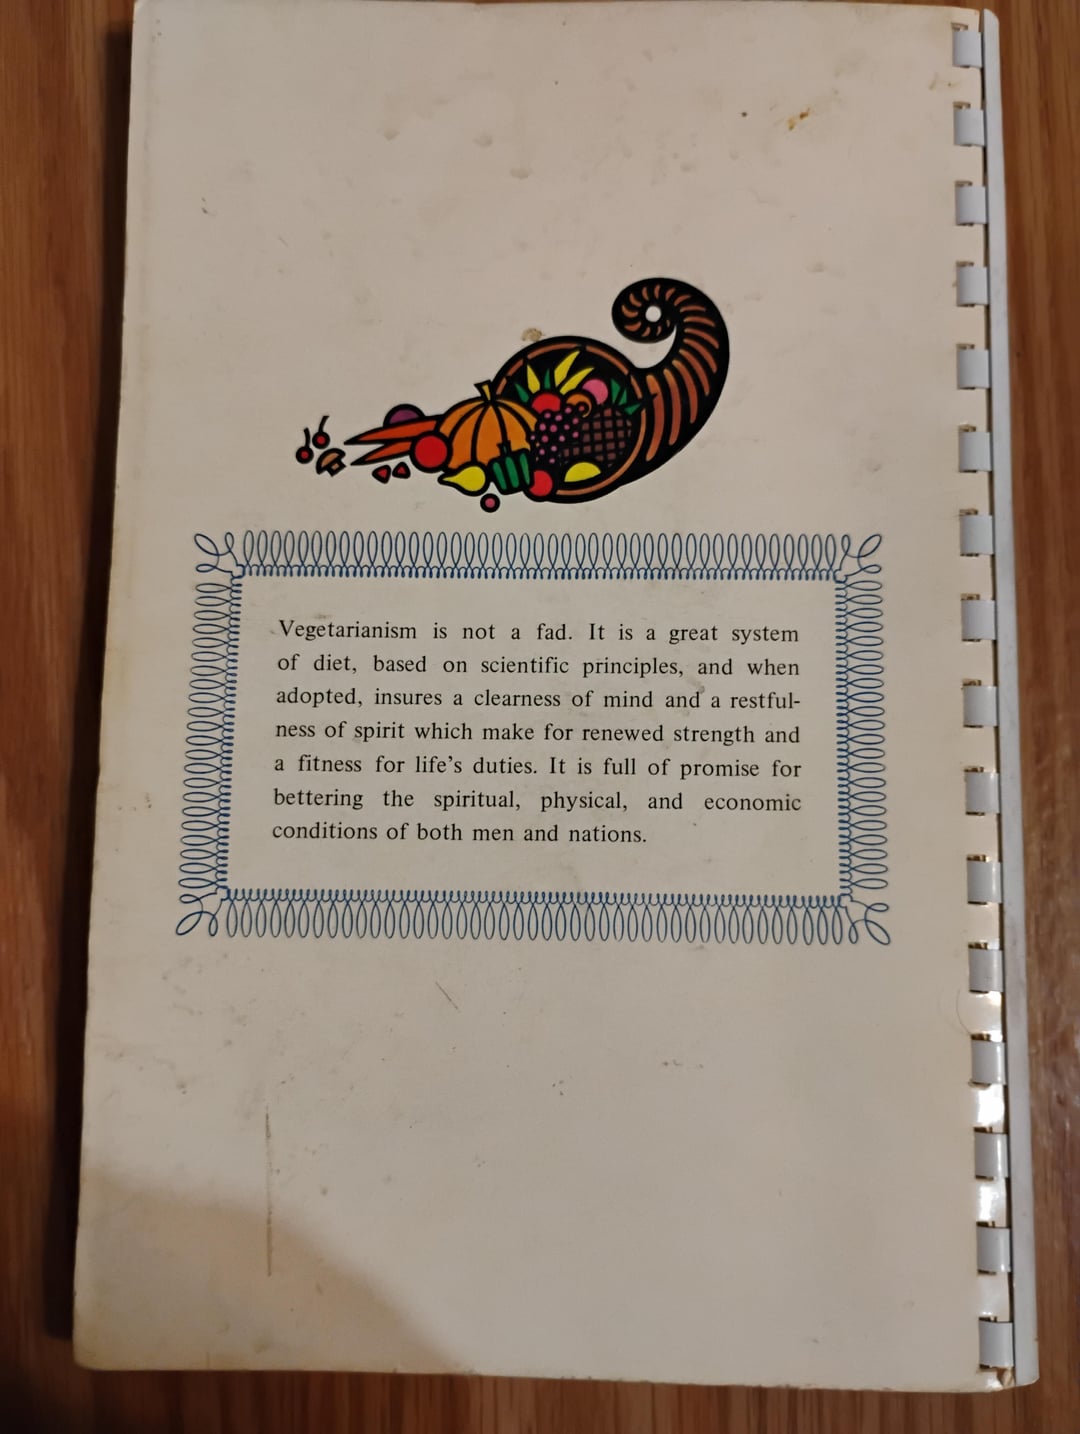 Vegetarianism is not a fad. It is a great system
of diet, based on scientific principles, and when
adopted, insures a clearness of mind and a restful-
ness of spirit which make for renewed strength and
a fitness for life’s duties. It is full of promise for
bettering the spiritual, physical, and economic
conditions of both men and nations.